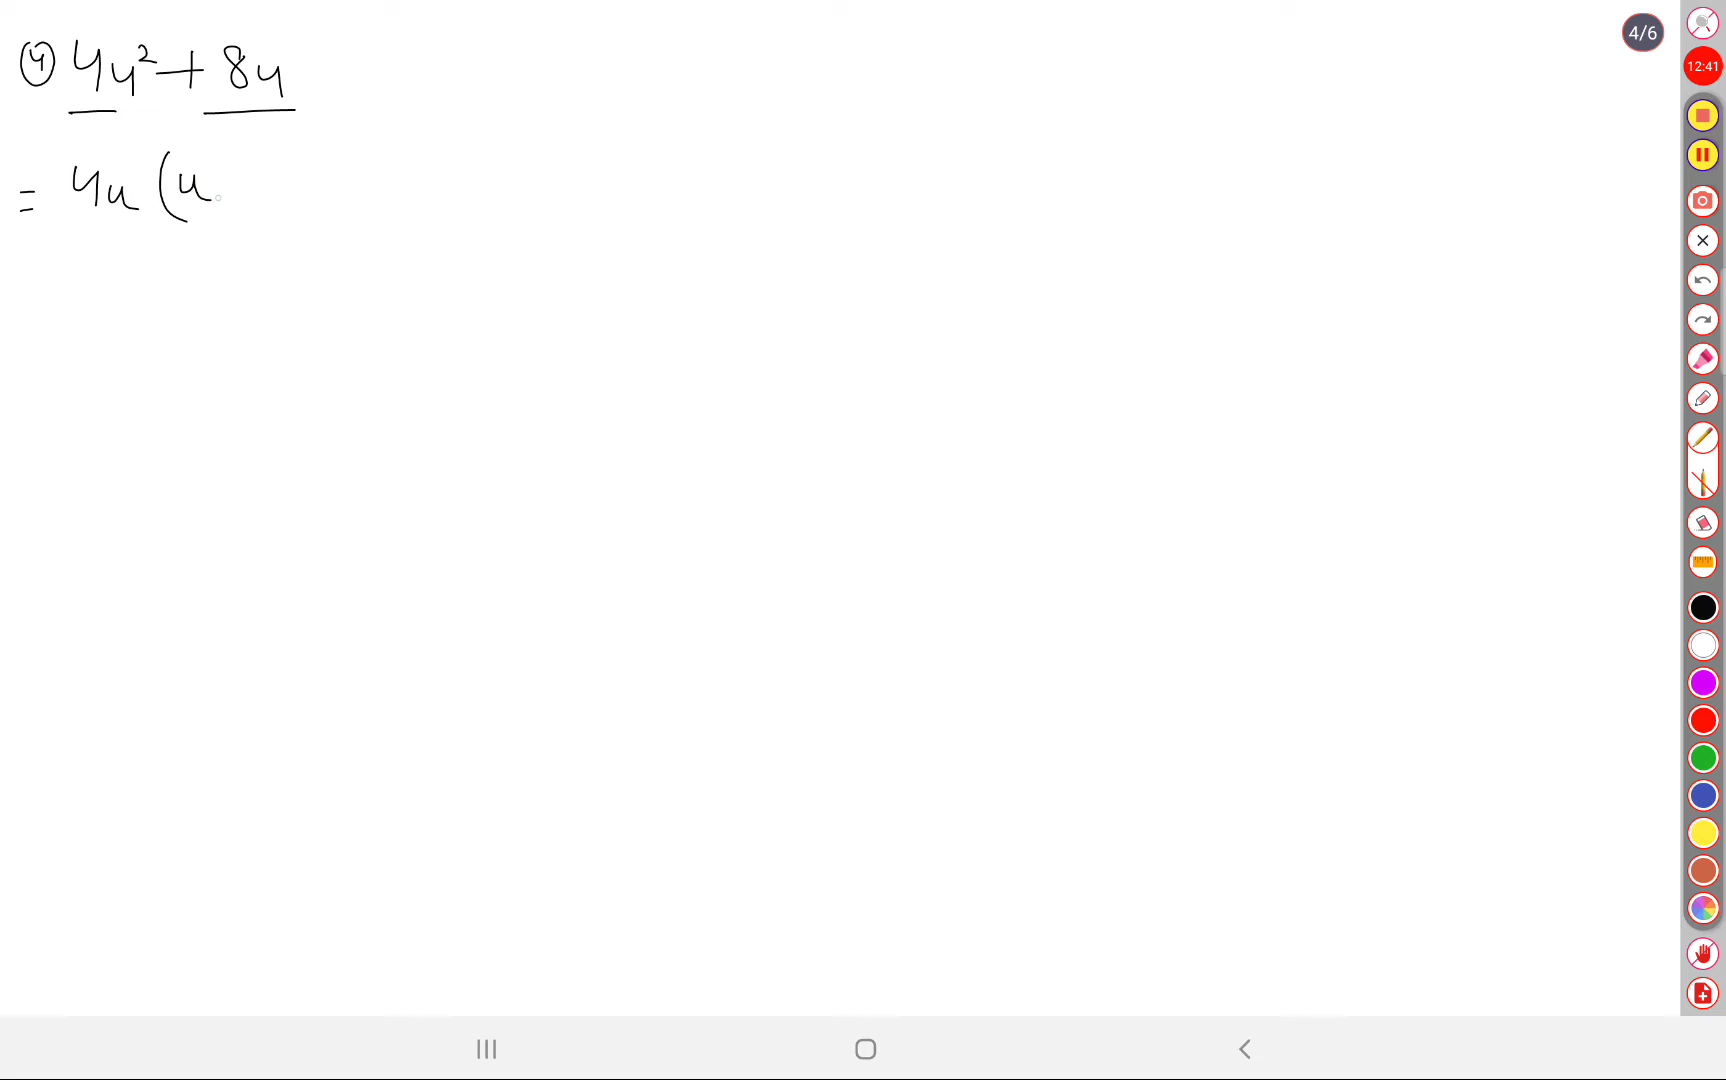 ④ 4y² + 8y
= 4u (u
4/6
12:41